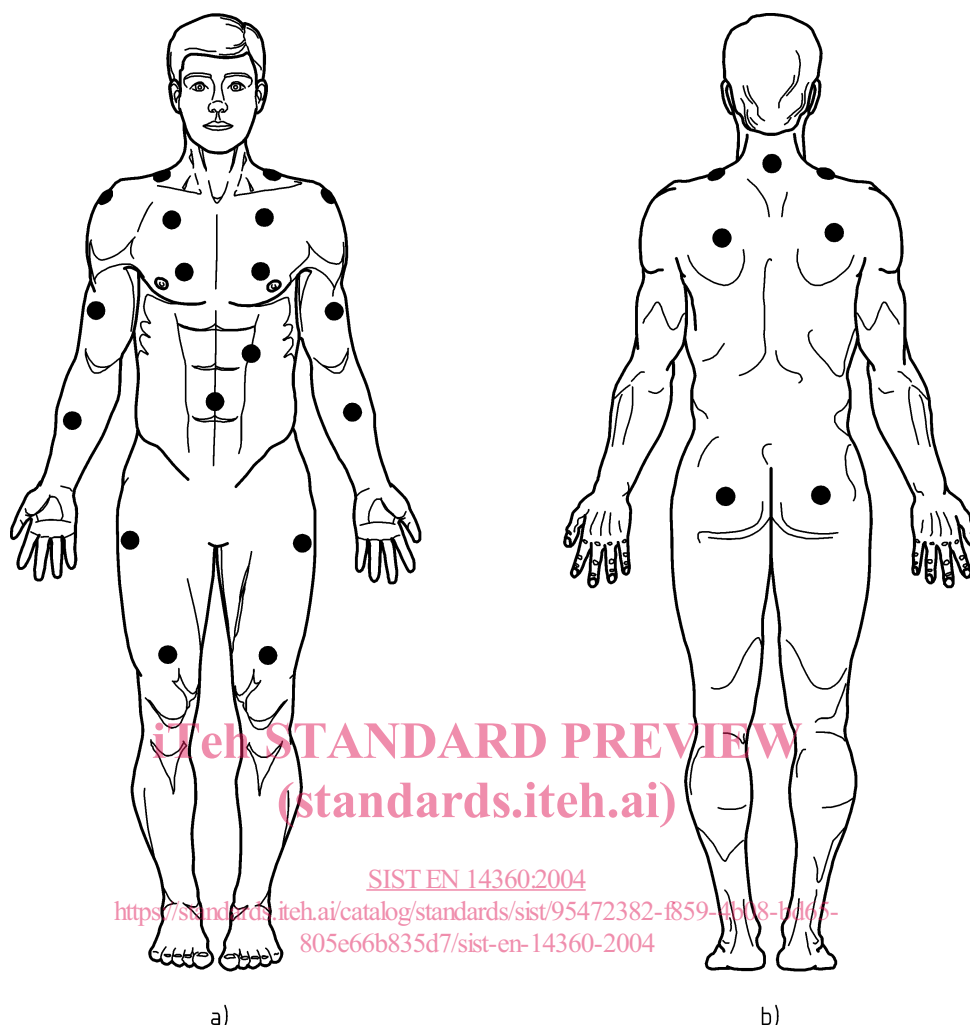 iTeh STANDARD PREVIEW
(standards.iteh.ai)
SIST EN 14360:2004
https://standards.iteh.ai/catalog/standards/sist/95472382-f859-4b08-bd65-
805e66b835d7/sist-en-14360-2004
a)
b)